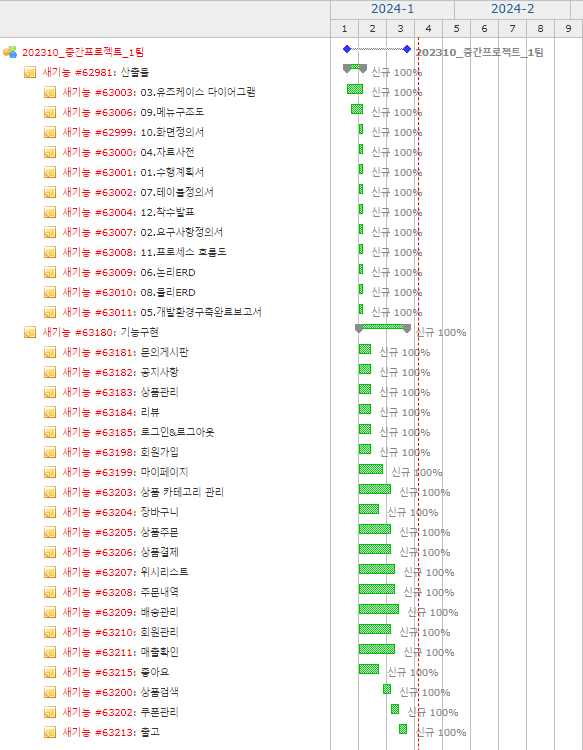 2024-1 2024-2
1 2 3 4 5 6 7 8 9
202310_중간프로젝트_1팀 202310_중간프로젝트_1팀
새기능 #62981: 산출물 신규 100%
새기능 #63003: 03.유즈케이스 다이어그램 신규 100%
새기능 #63006: 09.메뉴구조도 신규 100%
새기능 #62999: 10.화면정의서 신규 100%
새기능 #63000: 04.자료사전 신규 100%
새기능 #63001: 01.수행계획서 신규 100%
새기능 #63002: 07.테이블정의서 신규 100%
새기능 #63004: 12.착수발표 신규 100%
새기능 #63007: 02.요구사항정의서 신규 100%
새기능 #63008: 11.프로세스 흐름도 신규 100%
새기능 #63009: 06.논리ERD 신규 100%
새기능 #63010: 08.물리ERD 신규 100%
새기능 #63011: 05.개발환경구축완료보고서 신규 100%
새기능 #63180: 기능구현 신규 100%
새기능 #63181: 문의게시판 신규 100%
새기능 #63182: 공지사항 신규 100%
새기능 #63183: 상품관리 신규 100%
새기능 #63184: 리뷰 신규 100%
새기능 #63185: 로그인&로그아웃 신규 100%
새기능 #63198: 회원가입 신규 100%
새기능 #63199: 마이페이지 신규 100%
새기능 #63203: 상품 카테고리 관리 신규 100%
새기능 #63204: 장바구니 신규 100%
새기능 #63205: 상품주문 신규 100%
새기능 #63206: 상품결제 신규 100%
새기능 #63207: 위시리스트 신규 100%
새기능 #63208: 주문내역 신규 100%
새기능 #63209: 배송관리 신규 100%
새기능 #63210: 회원관리 신규 100%
새기능 #63211: 매출확인 신규 100%
새기능 #63215: 좋아요 신규 100%
새기능 #63200: 상품검색 신규 100%
새기능 #63202: 쿠폰관리 신규 100%
새기능 #63213: 출고 신규 100%